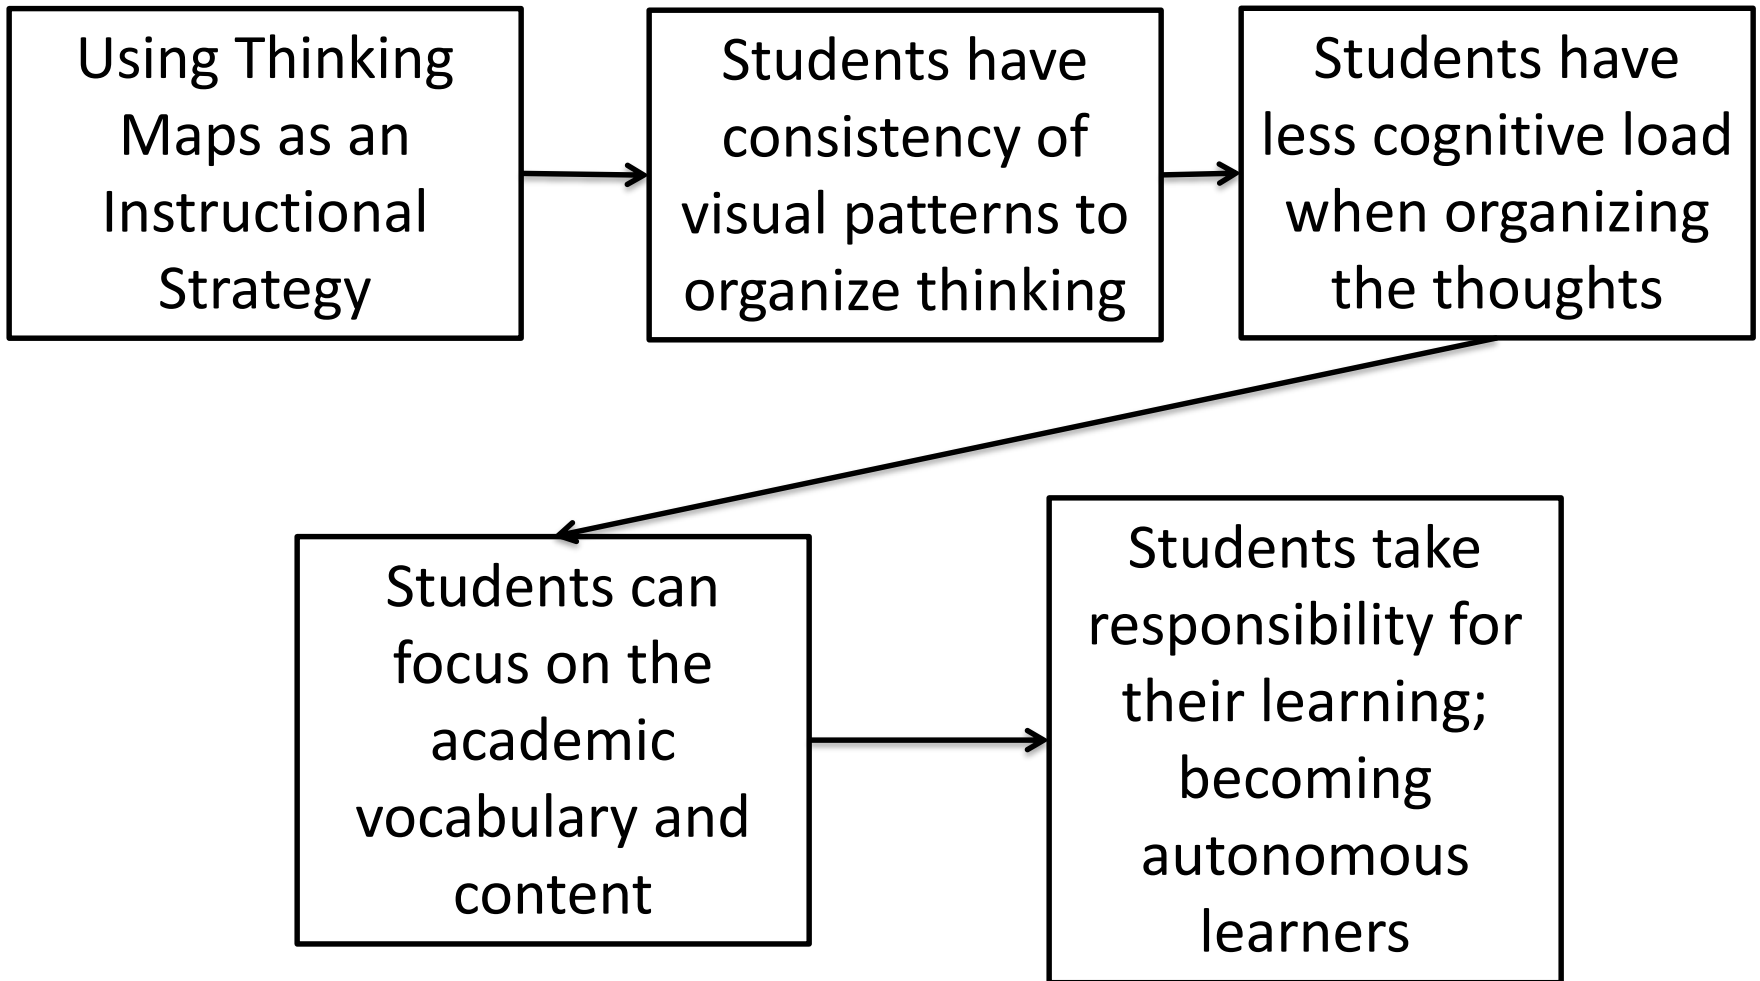 Using Thinking
Maps as an
Instructional
Strategy
Students have
consistency of
visual patterns to
organize thinking
Students have
less cognitive load
when organizing
the thoughts
Students can
focus on the
academic
vocabulary and
content
Students take
responsibility for
their learning;
becoming
autonomous
learners